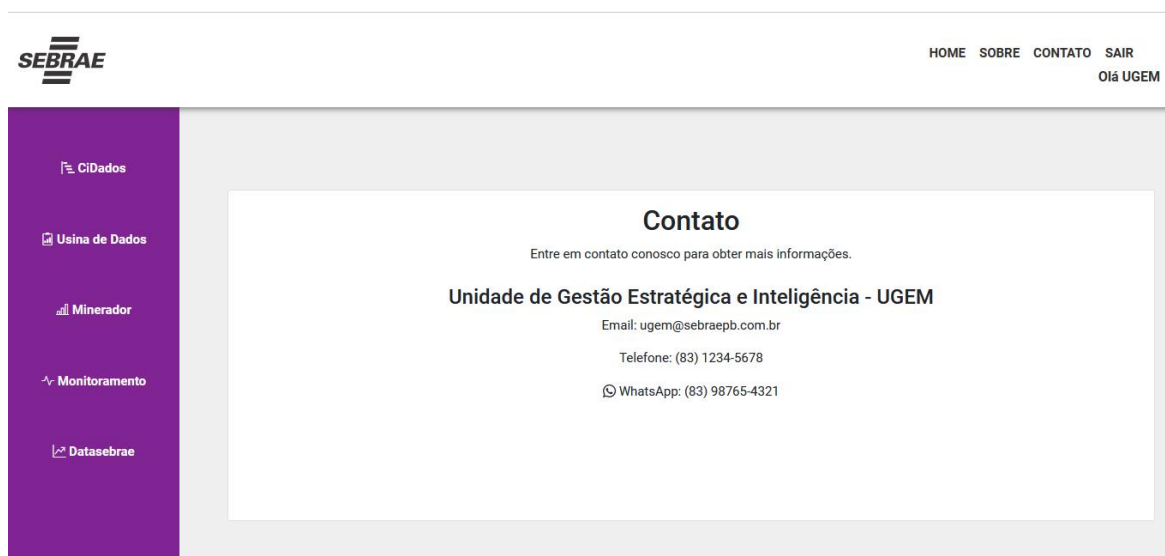 SEBRAE
HOME SOBRE CONTATO SAIR
Olá UGEM
CiDados
Usina de Dados
Minerador
Monitoramento
Datasebrae
Contato
Entre em contato conosco para obter mais informações.
Unidade de Gestão Estratégica e Inteligência - UGEM
Email: ugem@sebraepb.com.br
Telefone: (83) 1234-5678
WhatsApp: (83) 98765-4321